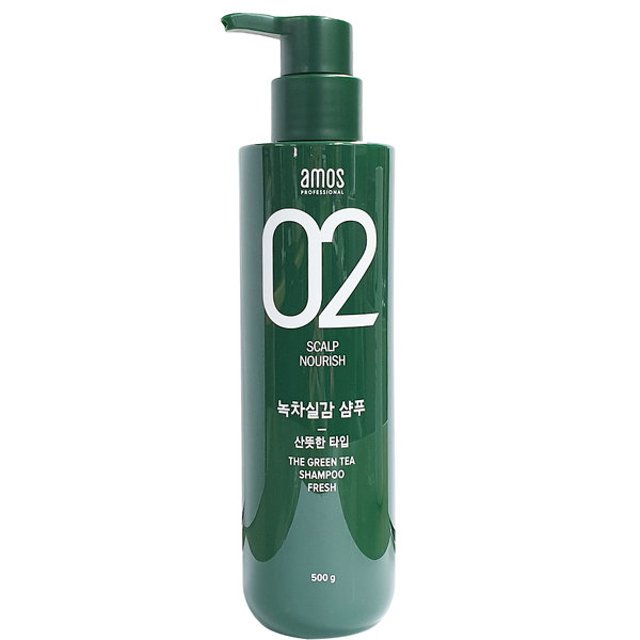 amos
PROFESSIONAL
02
SCALP
NOURISH
녹차실감 샴푸
산뜻한 타입
THE GREEN TEA
SHAMPOO
FRESH
500 g